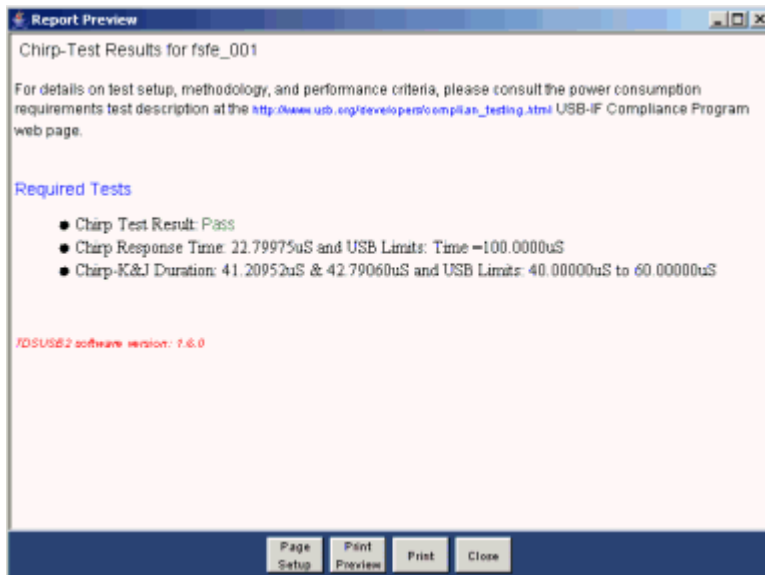 Report Preview
Chirp-Test Results for fsfe_001
For details on test setup, methodology, and performance criteria, please consult the power consumption
requirements test description at the http://www.usb.org/developers/complian_testing.html USB-IF Compliance Program
web page.
Required Tests
Chirp Test Result: Pass
Chirp Response Time: 22.79975uS and USB Limits: Time =100.0000uS
Chirp-K&J Duration: 41.20952uS & 42.79060uS and USB Limits: 40.00000uS to 60.00000uS
TDSUSB2 software version: 1.6.0
Page Setup
Print Preview
Print
Close